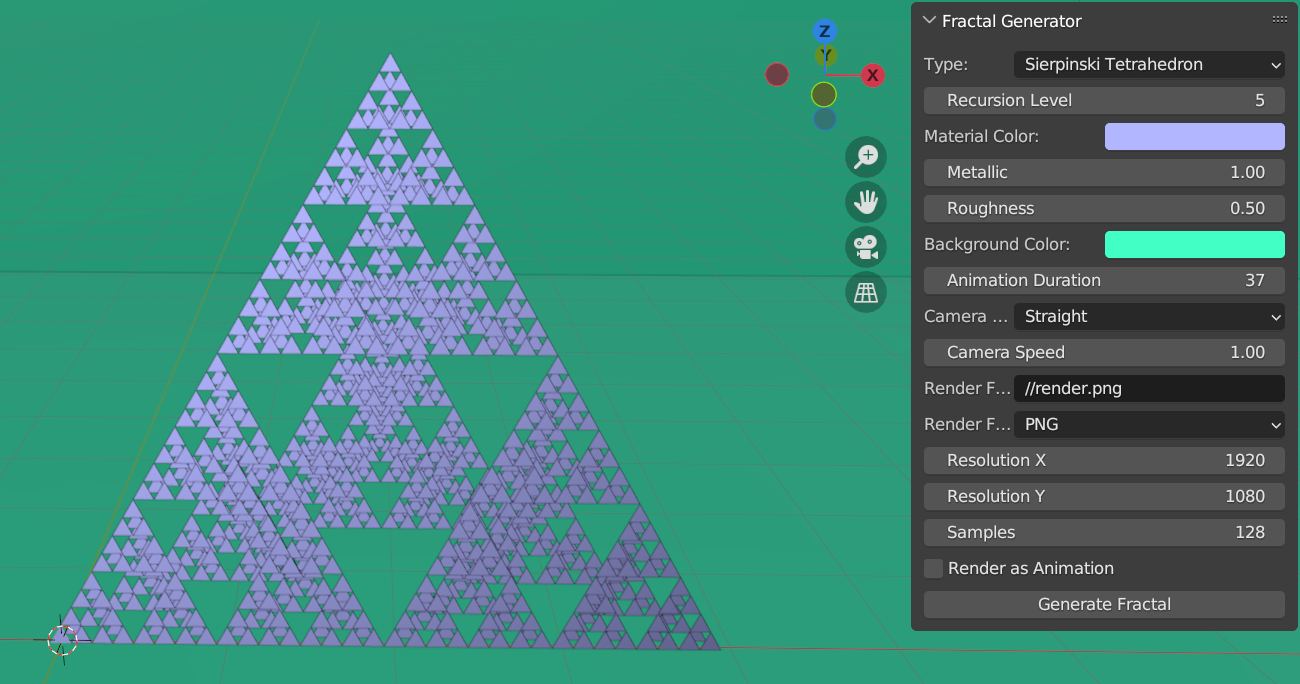 Z
Y
X
Fractal Generator
Type: Sierpinski Tetrahedron
Recursion Level 5
Material Color:
Metallic 1.00
Roughness 0.50
Background Color:
Animation Duration 37
Camera ... Straight
Camera Speed 1.00
Render F... //render.png
Render F... PNG
Resolution X 1920
Resolution Y 1080
Samples 128
Render as Animation
Generate Fractal